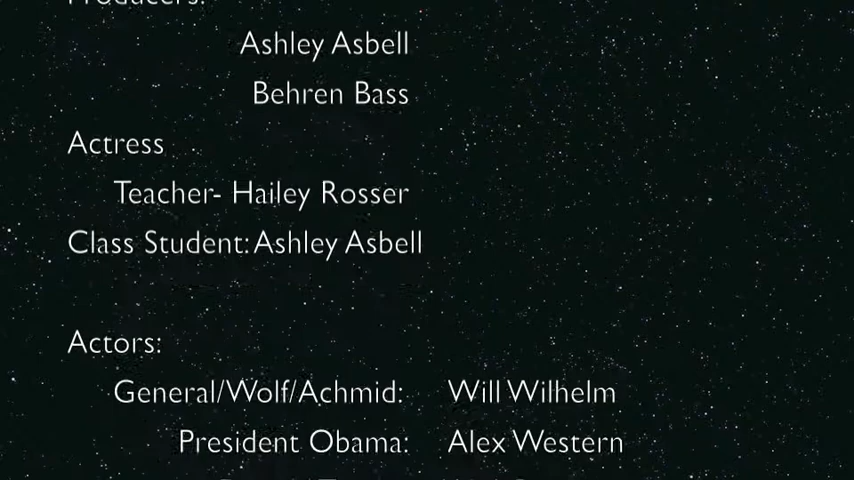 Producers:
Ashley Asbell
Behren Bass
Actress
Teacher- Hailey Rosser
Class Student: Ashley Asbell
Actors:
General/Wolf/Achmid: Will Wilhelm
President Obama: Alex Western